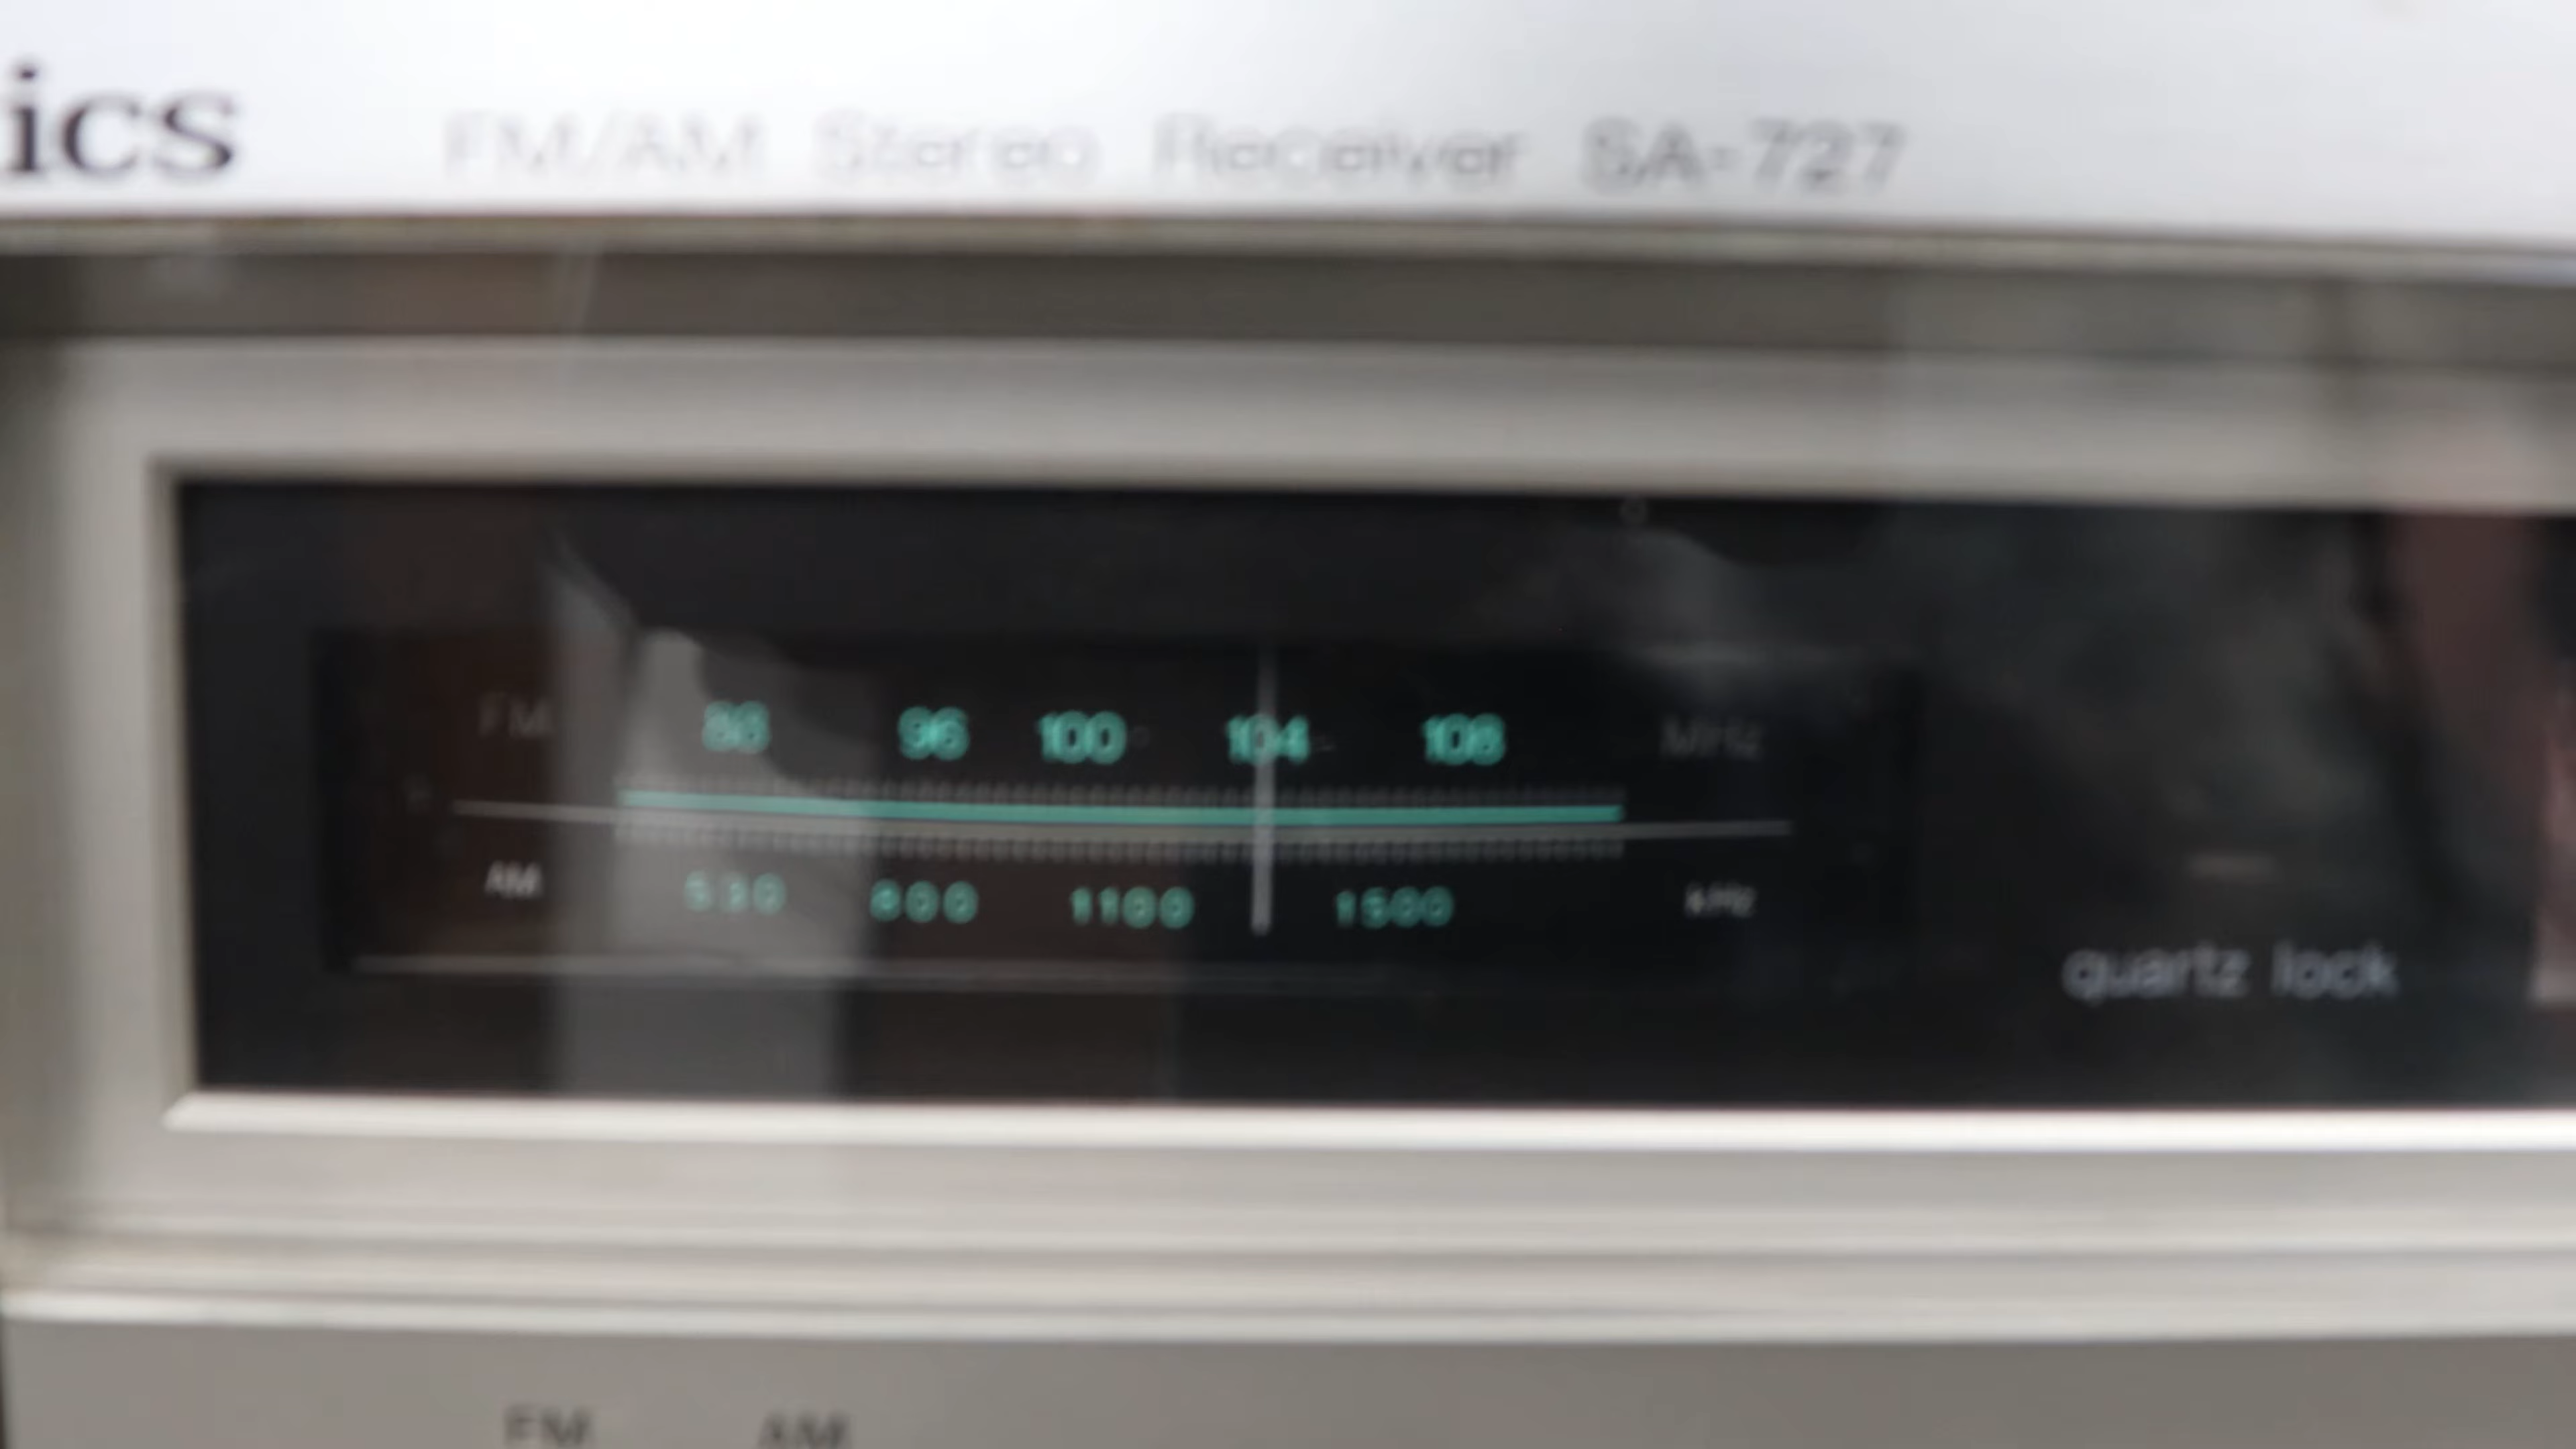 ics FM/AM Stereo Receiver SA-727
FM 88 96 100 104 108 MHz
AM 530 800 1100 1500 kHz
quartz lock
FM AM